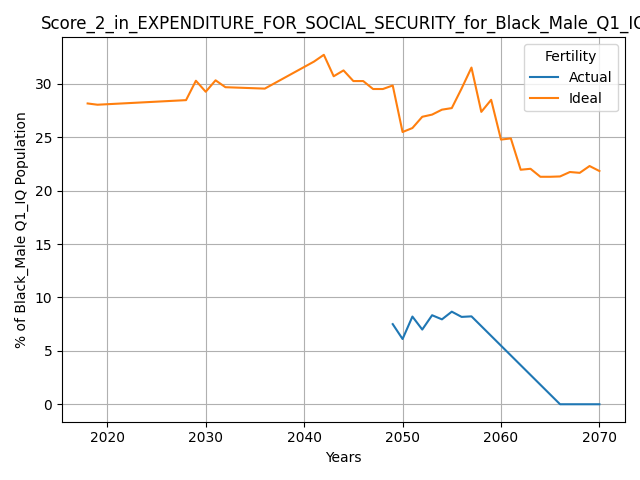 Score_2_in_EXPENDITURE_FOR_SOCIAL_SECURITY_for_Black_Male_Q1_IQ
Fertility
Actual
Ideal
% of Black_Male Q1_IQ Population
30
25
20
15
10
5
0
2020 2030 2040 2050 2060 2070
Years